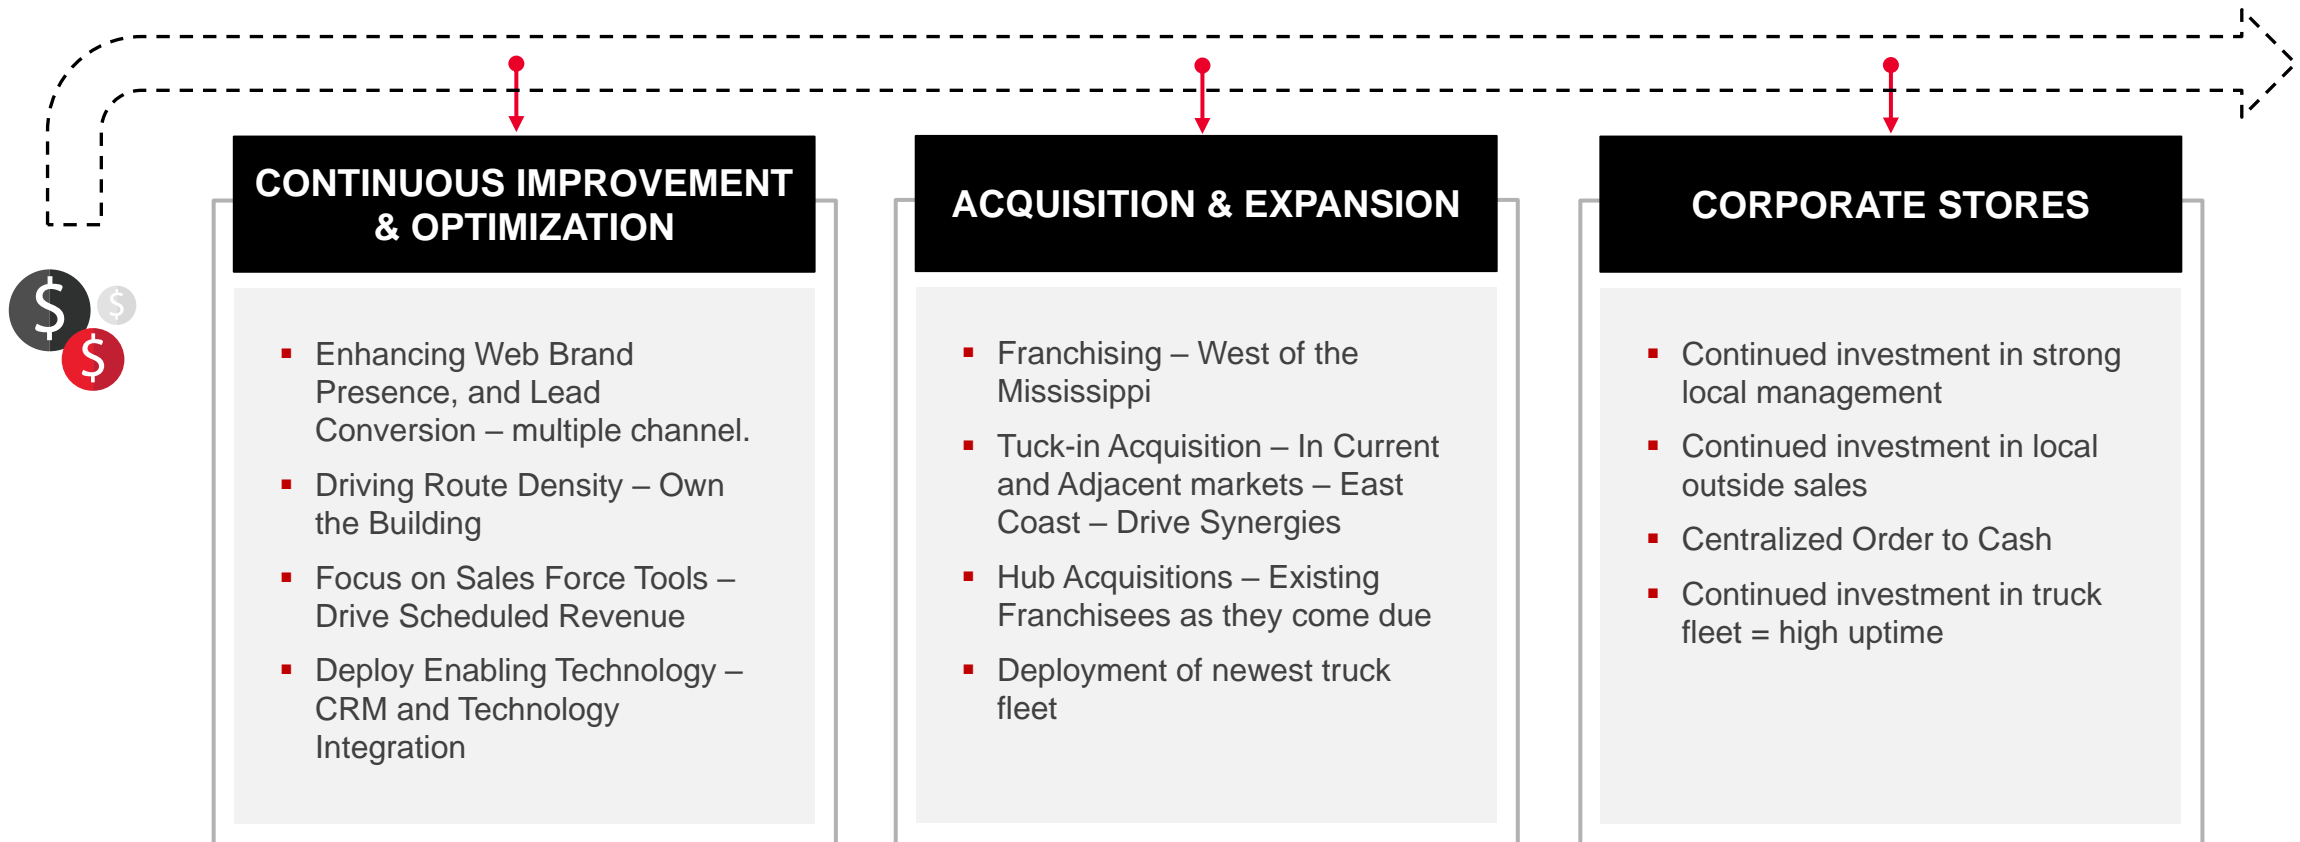 CONTINUOUS IMPROVEMENT
& OPTIMIZATION
▪ Enhancing Web Brand
Presence, and Lead
Conversion – multiple channel.
▪ Driving Route Density – Own
the Building
▪ Focus on Sales Force Tools –
Drive Scheduled Revenue
▪ Deploy Enabling Technology –
CRM and Technology
Integration
ACQUISITION & EXPANSION
▪ Franchising – West of the
Mississippi
▪ Tuck-in Acquisition – In Current
and Adjacent markets – East
Coast – Drive Synergies
▪ Hub Acquisitions – Existing
Franchisees as they come due
▪ Deployment of newest truck
fleet
CORPORATE STORES
▪ Continued investment in strong
local management
▪ Continued investment in local
outside sales
▪ Centralized Order to Cash
▪ Continued investment in truck
fleet = high uptime
$
$
$